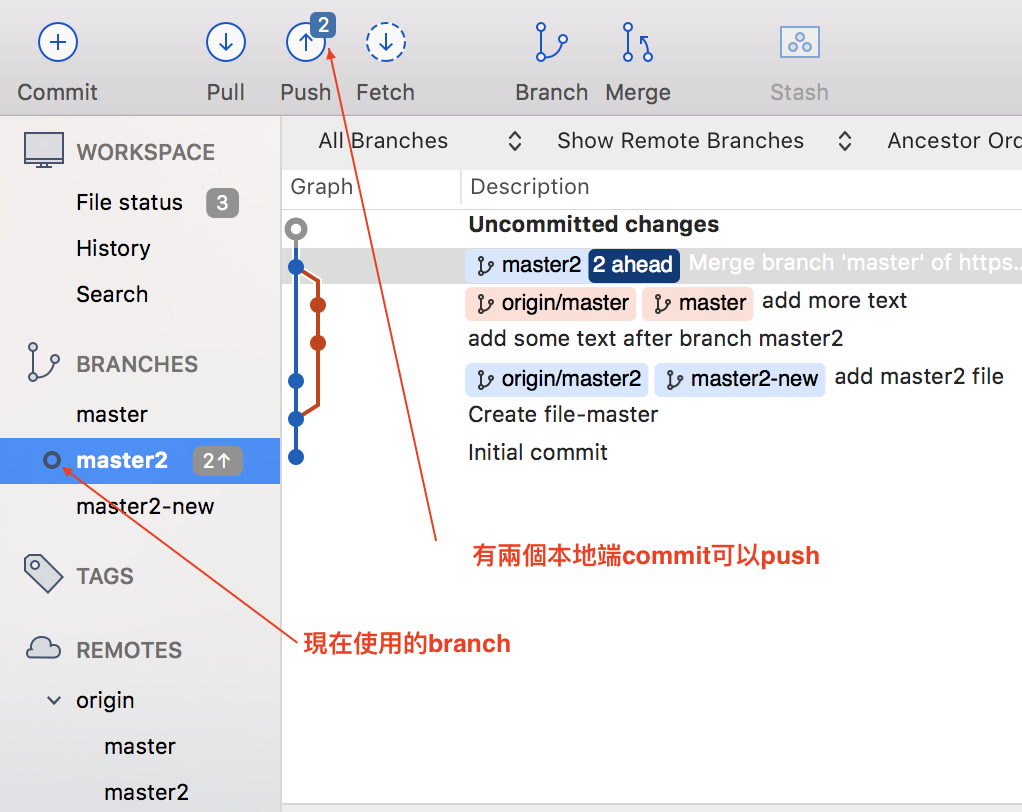 2
Commit Pull Push Fetch Branch Merge Stash
WORKSPACE
File status 3
History
Search
BRANCHES
master
master2 2↑
master2-new
TAGS
REMOTES
origin
master
master2
All Branches Show Remote Branches Ancestor Ord
Graph Description
Uncommitted changes
master2 2 ahead Merge branch 'master' of https...
origin/master master add more text
add some text after branch master2
origin/master2 master2-new add master2 file
Create file-master
Initial commit
有兩個本地端commit可以push
現在使用的branch